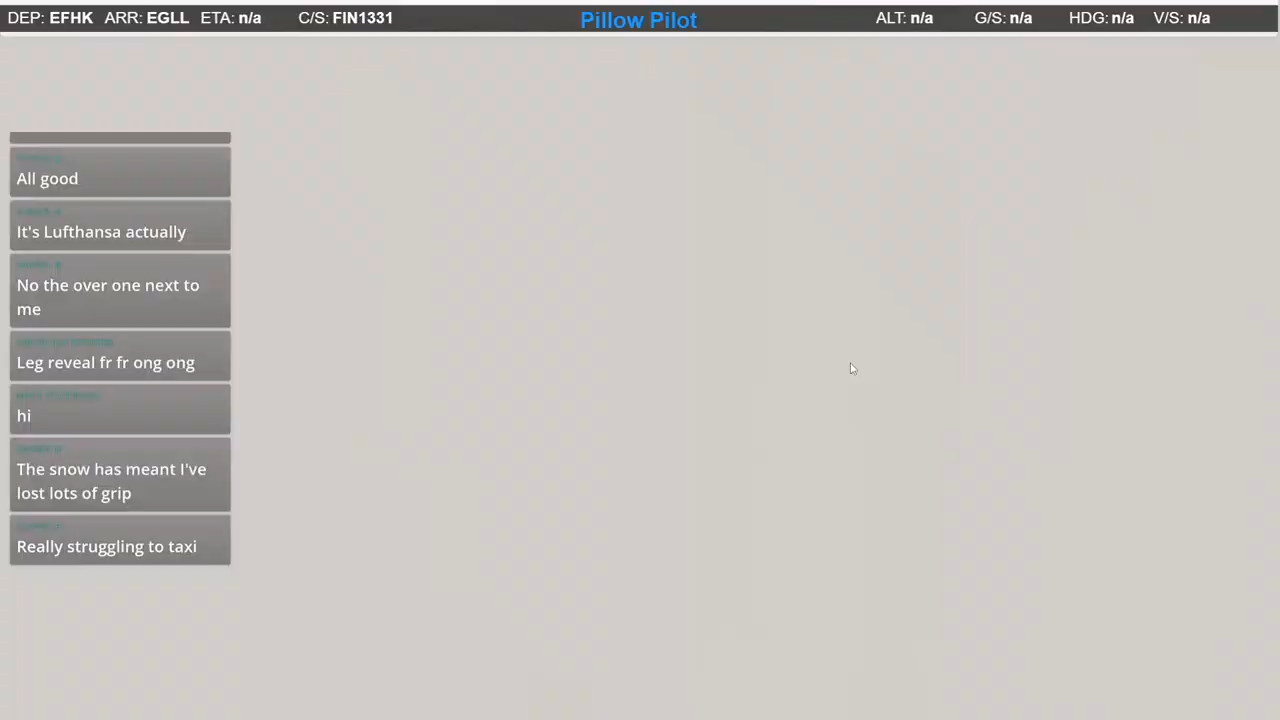 DEP: EFHK ARR: EGLL ETA: n/a C/S: FIN1331 Pillow Pilot ALT: n/a G/S: n/a HDG: n/a V/S: n/a
All good
It's Lufthansa actually
No the over one next to
me
Leg reveal fr fr ong ong
hi
The snow has meant I've
lost lots of grip
Really struggling to taxi